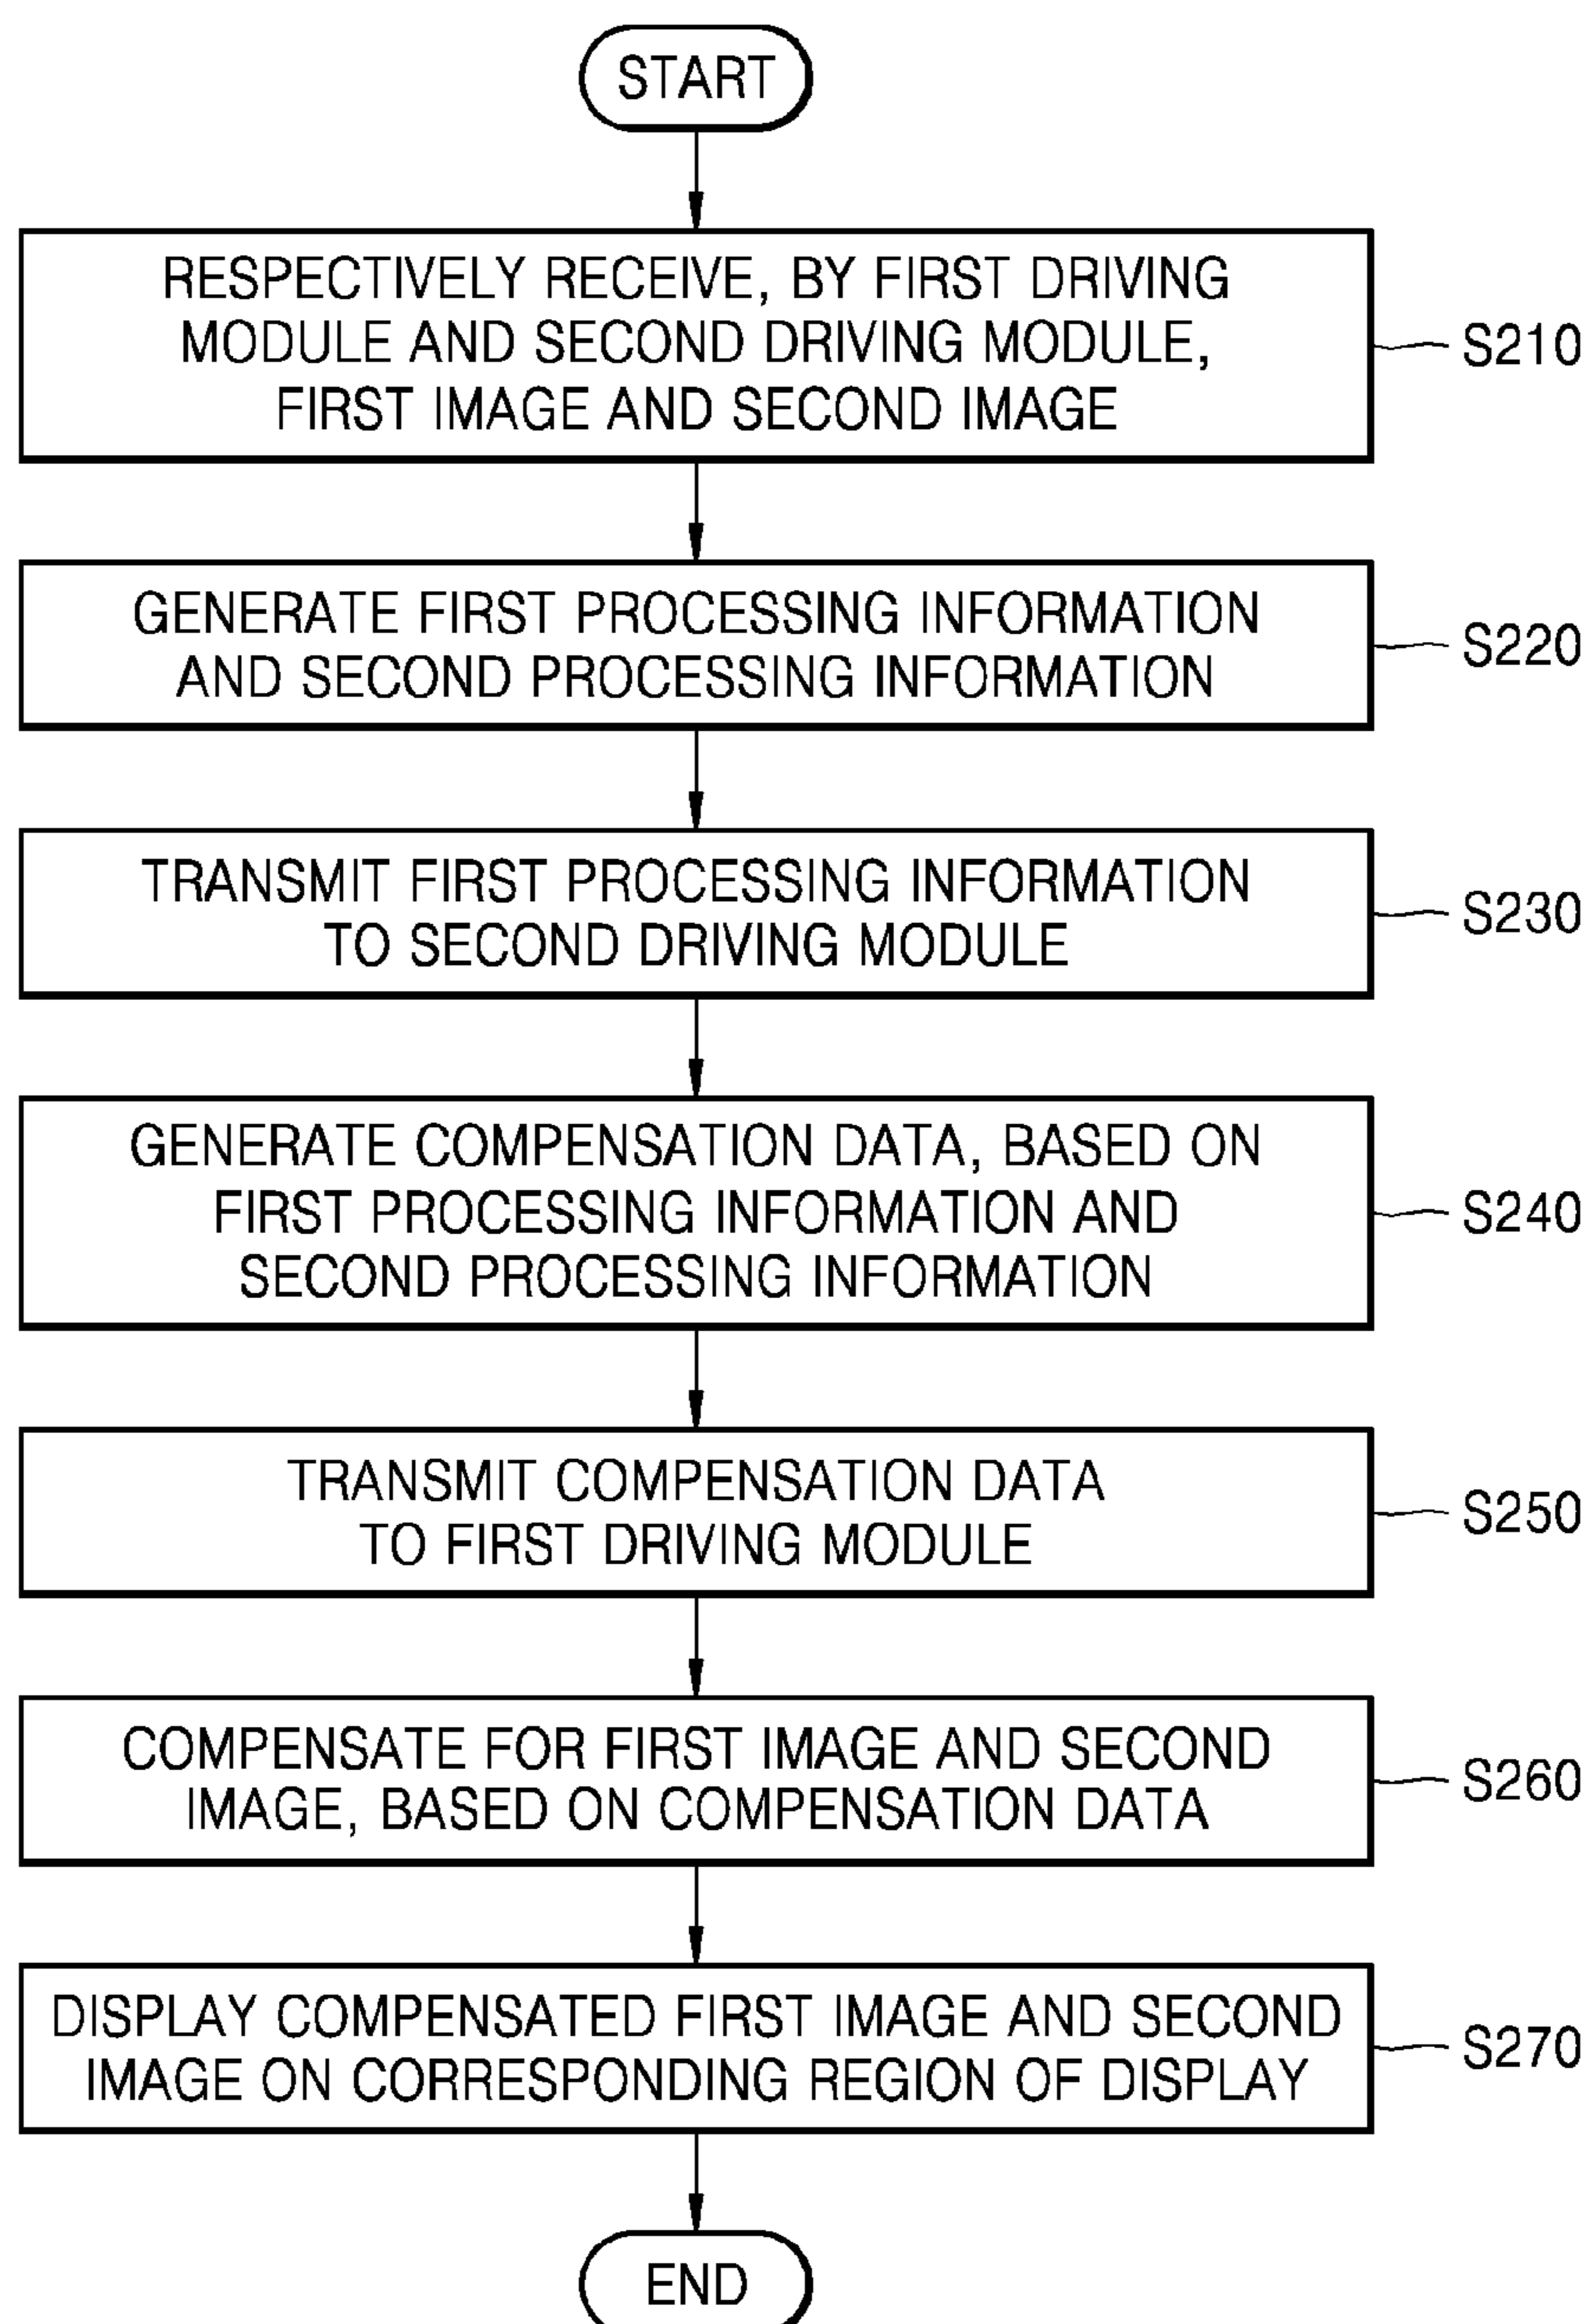 START
RESPECTIVELY RECEIVE, BY FIRST DRIVING
MODULE AND SECOND DRIVING MODULE,
FIRST IMAGE AND SECOND IMAGE
S210
GENERATE FIRST PROCESSING INFORMATION
AND SECOND PROCESSING INFORMATION
S220
TRANSMIT FIRST PROCESSING INFORMATION
TO SECOND DRIVING MODULE
S230
GENERATE COMPENSATION DATA, BASED ON
FIRST PROCESSING INFORMATION AND
SECOND PROCESSING INFORMATION
S240
TRANSMIT COMPENSATION DATA
TO FIRST DRIVING MODULE
S250
COMPENSATE FOR FIRST IMAGE AND SECOND
IMAGE, BASED ON COMPENSATION DATA
S260
DISPLAY COMPENSATED FIRST IMAGE AND SECOND
IMAGE ON CORRESPONDING REGION OF DISPLAY
S270
END